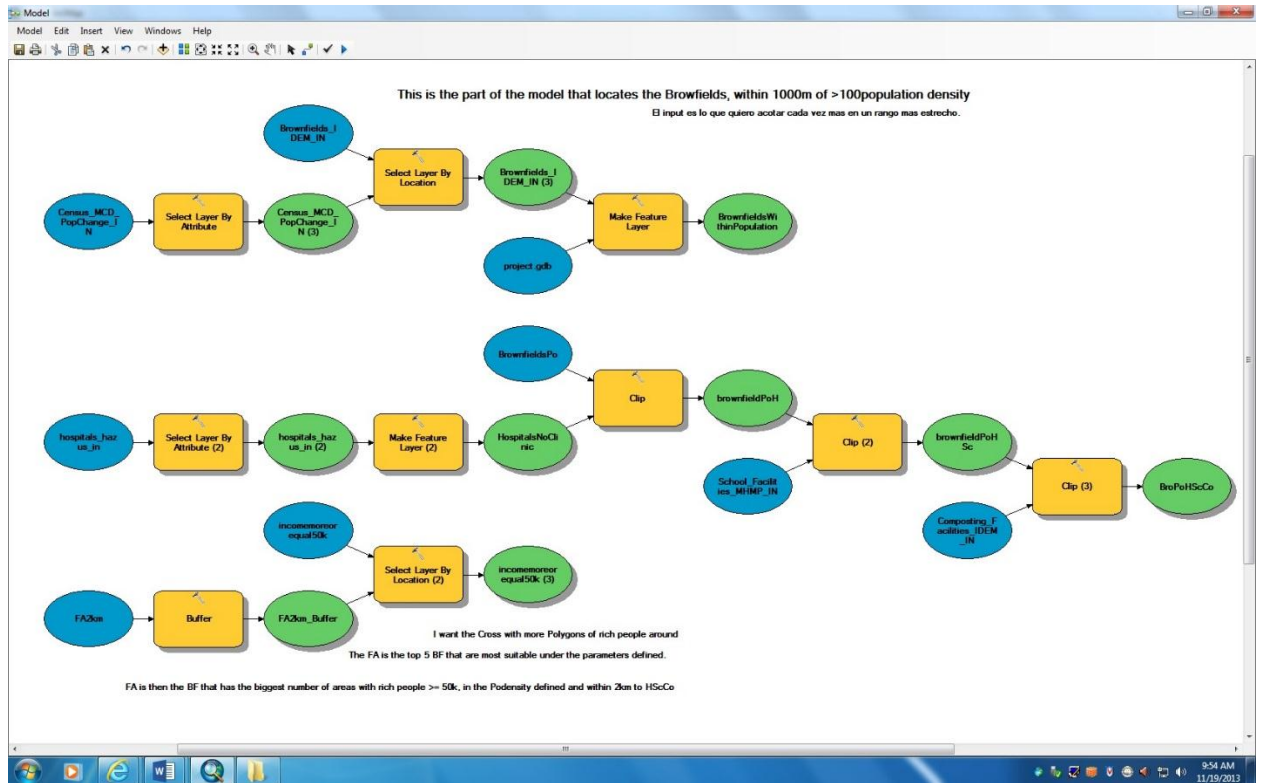 Model
Model Edit Insert View Windows Help
This is the part of the model that locates the Browfields, within 1000m of >100population density
El input es lo que quiero acotar cada vez mas en un rango mas estrecho.
Brownfields_I
DEM_IN
Select Layer By
Location
Brownfields_I
DEM_IN (3)
Census_MCD_
PopChange_I
N
Select Layer By
Attribute
Census_MCD_
PopChange_I
N (3)
Make Feature
Layer
BrownfieldsWi
thinPopulation
project.gdb
BrownfieldsPo
Clip
brownfieldPoH
hospitals_haz
us_in
Select Layer By
Attribute (2)
hospitals_haz
us_in (2)
Make Feature
Layer (2)
HospitalsNoCli
nic
Clip (2)
brownfieldPoH
Sc
School_Facilit
ies_MHMP_IN
Clip (3)
BroPoHScCo
Composting_F
acilities_IDEM
_IN
incomemoreor
equal50k
Select Layer By
Location (2)
incomemoreor
equal50k (3)
FA2km
Buffer
FA2km_Buffer
I want the Cross with more Polygons of rich people around
The FA is the top 5 BF that are most suitable under the parameters defined.
FA is then the BF that has the biggest number of areas with rich people >= 50k, in the Podensity defined and within 2km to HScCo
9:54 AM
11/19/2013